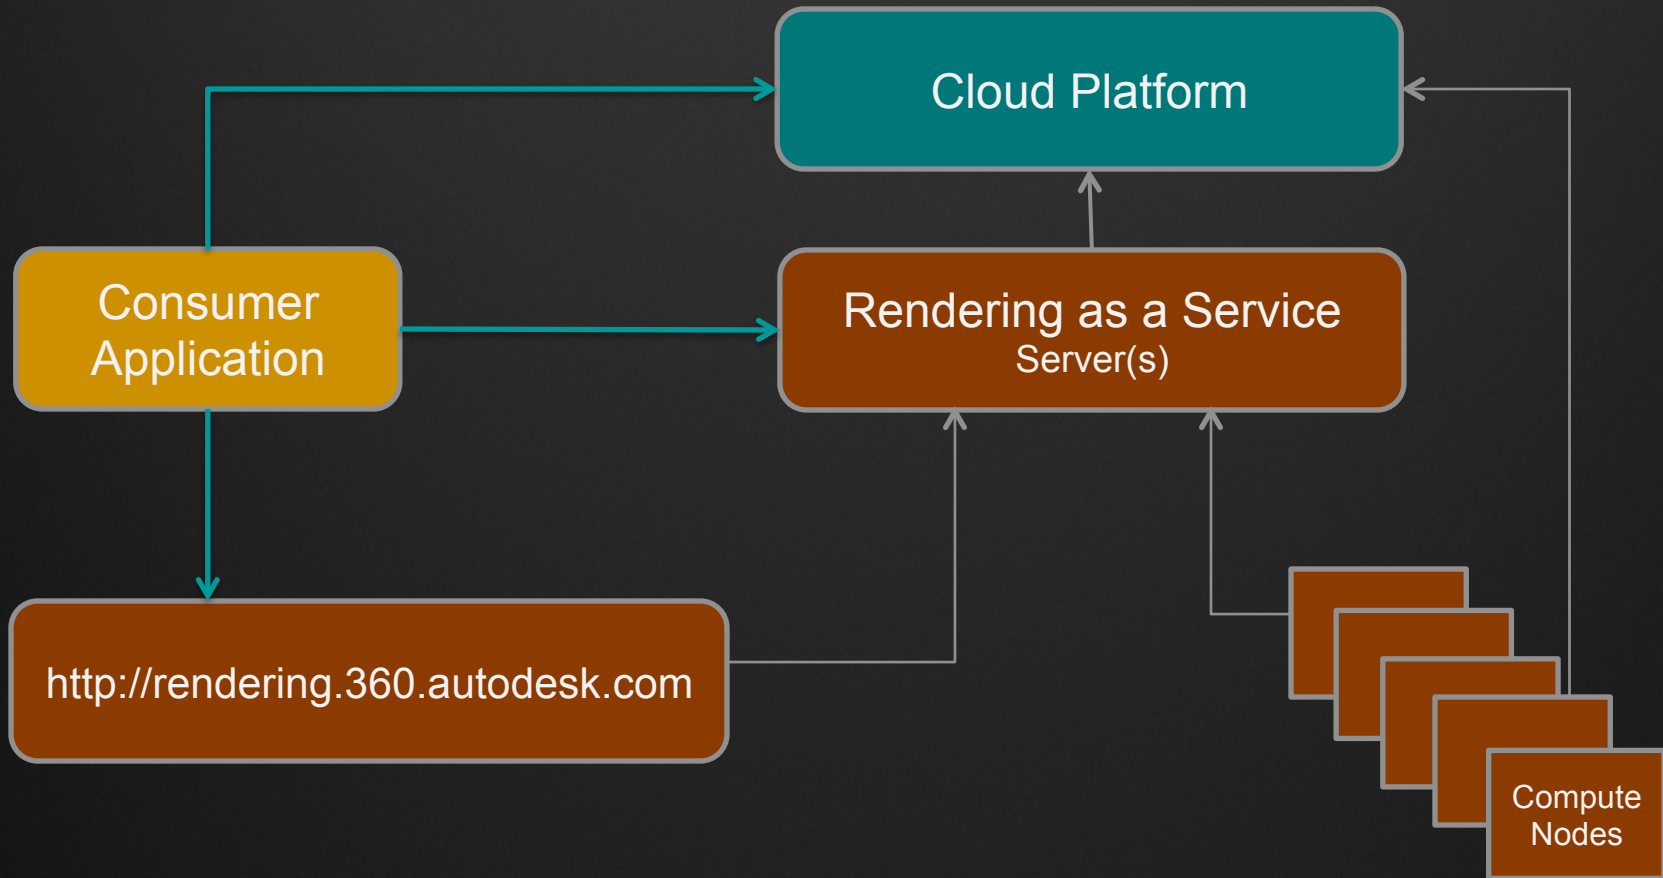 Cloud Platform
Consumer
Application
Rendering as a Service
Server(s)
http://rendering.360.autodesk.com
Compute
Nodes